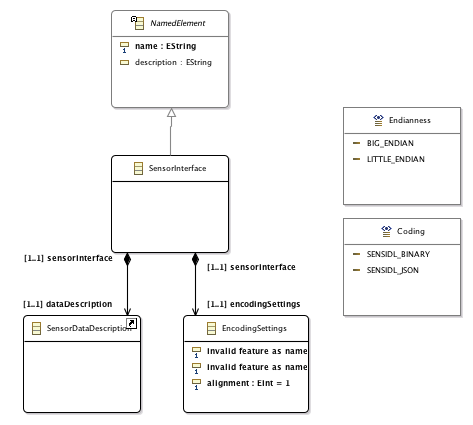 NamedElement
name : EString
description : EString
SensorInterface
Endianness
BIG_ENDIAN
LITTLE_ENDIAN
Coding
SENSIDL_BINARY
SENSIDL_JSON
[1..1] sensorInterface
[1..1] sensorInterface
[1..1] dataDescription
[1..1] encodingSettings
SensorDataDescription
EncodingSettings
Invalid feature as name
Invalid feature as name
alignment : EInt = 1